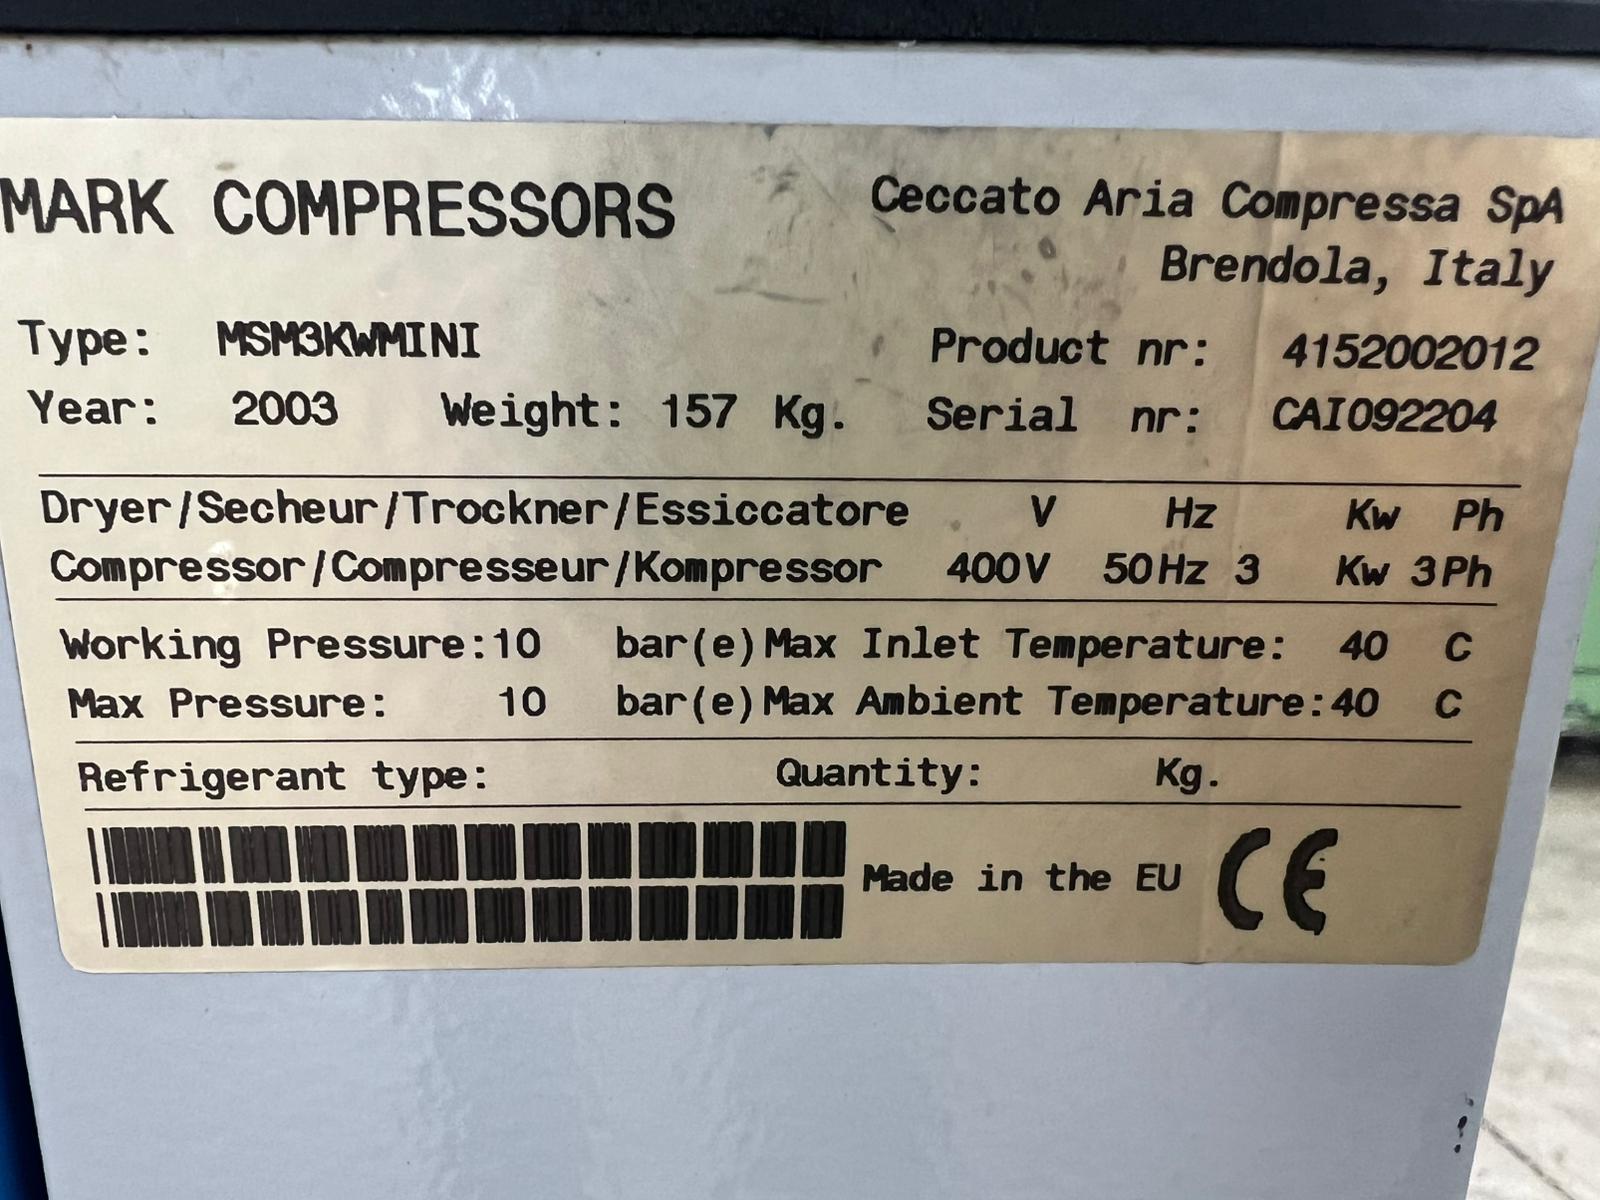 MARK COMPRESSORS
Ceccato Aria Compressa SpA
Brendola, Italy
Type: MSM3KWMINI Product nr: 4152002012
Year: 2003 Weight: 157 Kg. Serial nr: CAI092204
Dryer/Secheur/Trockner/Essiccatore V Hz Kw Ph
Compressor/Compresseur/Kompressor 400V 50Hz 3 Kw 3Ph
Working Pressure:10 bar(e) Max Inlet Temperature: 40 C
Max Pressure: 10 bar(e) Max Ambient Temperature:40 C
Refrigerant type: Quantity: Kg.
Made in the EU CE